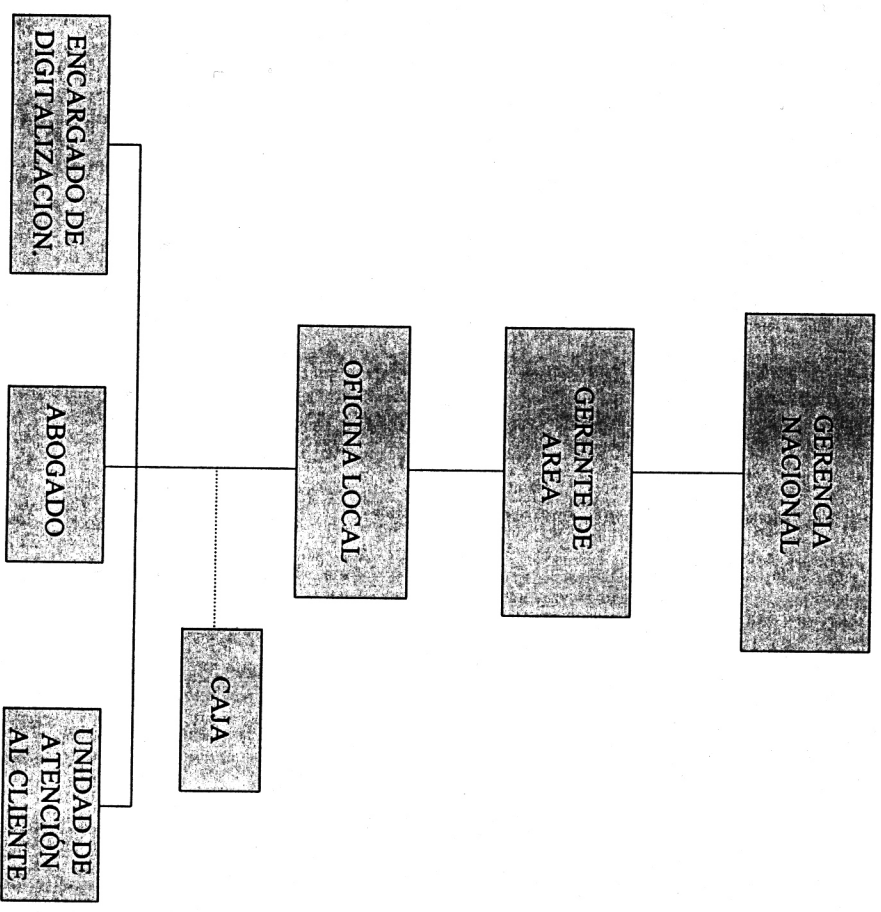 GERENCIA
NACIONAL
GERENTE DE
AREA
OFICINA LOCAL
CAJA
ENCARGADO DE
DIGITALIZACION.
ABOGADO
UNIDAD DE
ATENCIÓN
AL CLIENTE